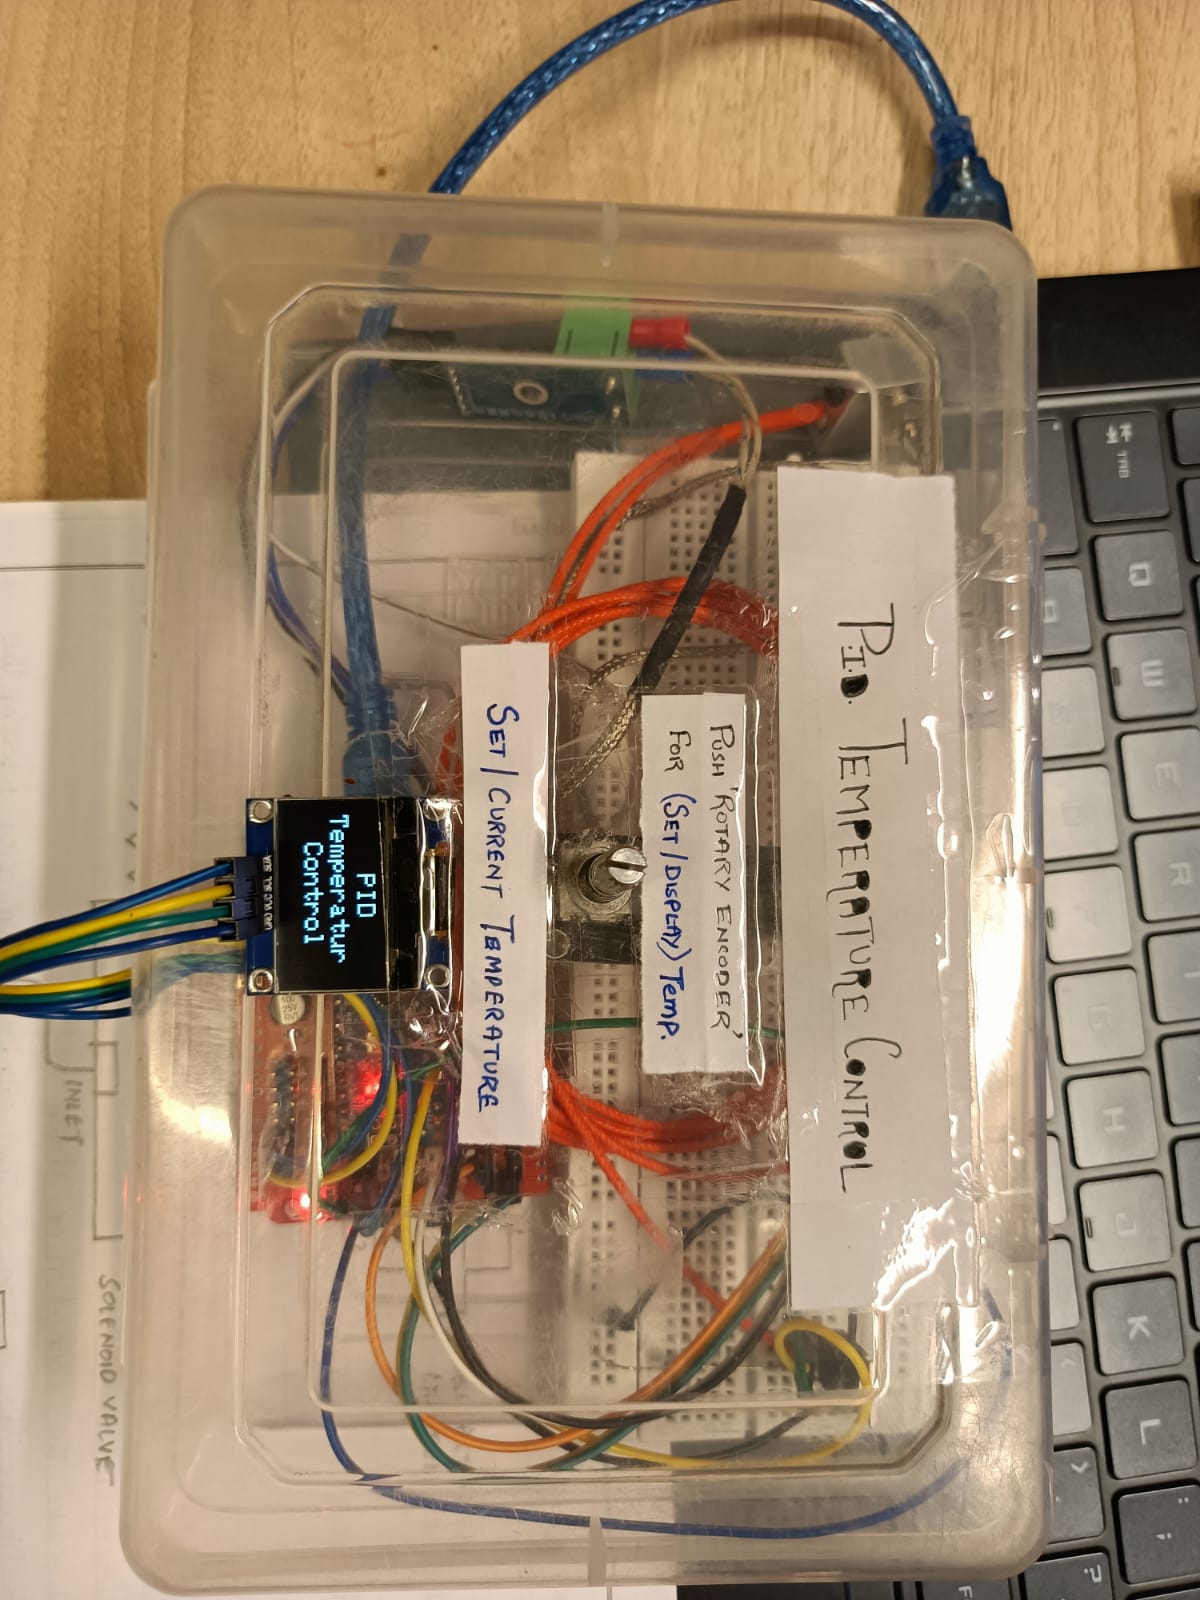 TAB
Q
W
E
R
T
G
H
J
K
L
:
;
F
<
>
?
P.I.D. TEMPERATURE CONTROL
PUSH 'ROTARY ENCODER'
FOR (SET/DISPLAY) TEMP.
SET/CURRENT TEMPERATURE
PID
Temperatur
Control
GND VCC SCL SDA
SOLENOID VALVE
INLET